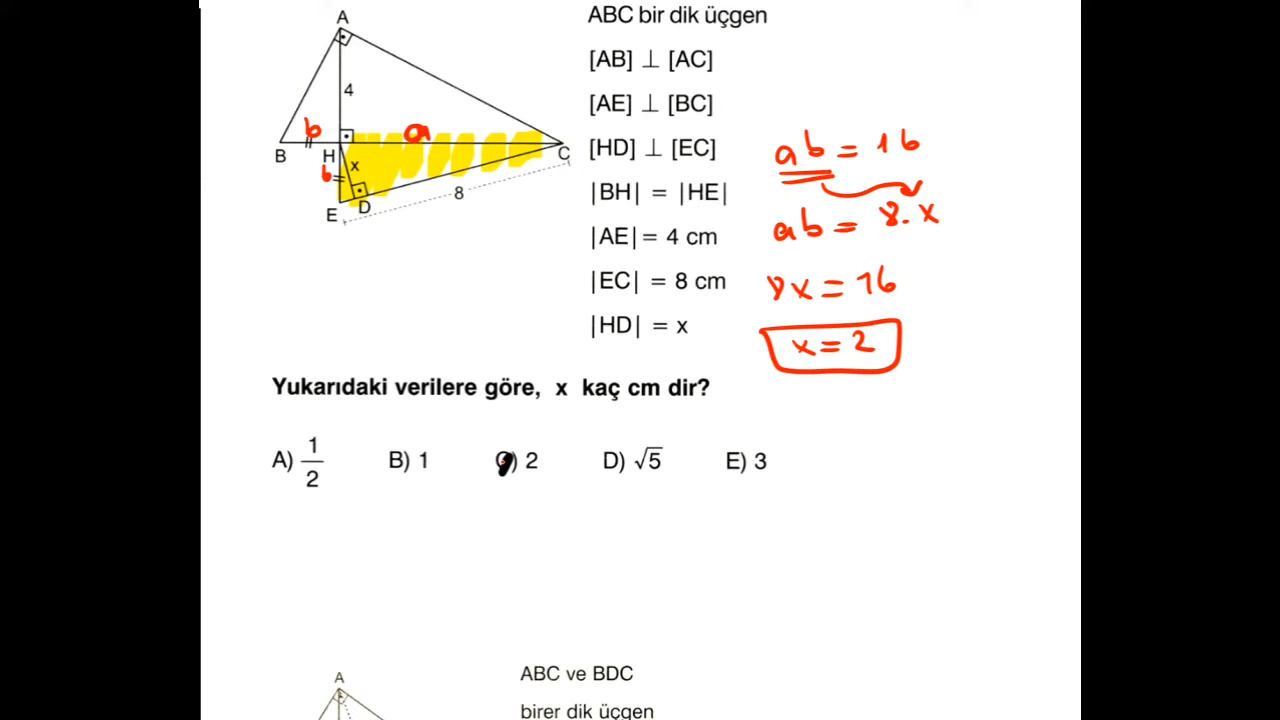 A
4
b
a
B
H
C
b
x
E
D
8
ABC bir dik üçgen
[AB] ⊥ [AC]
[AE] ⊥ [BC]
[HD] ⊥ [EC]
|BH| = |HE|
|AE| = 4 cm
|EC| = 8 cm
|HD| = x
ab = 16
ab = 8.x
8x = 16
x = 2
Yukarıdaki verilere göre, x kaç cm dir?
A) 1/2 B) 1 C) 2 D) √5 E) 3
A
ABC ve BDC
birer dik üçgen